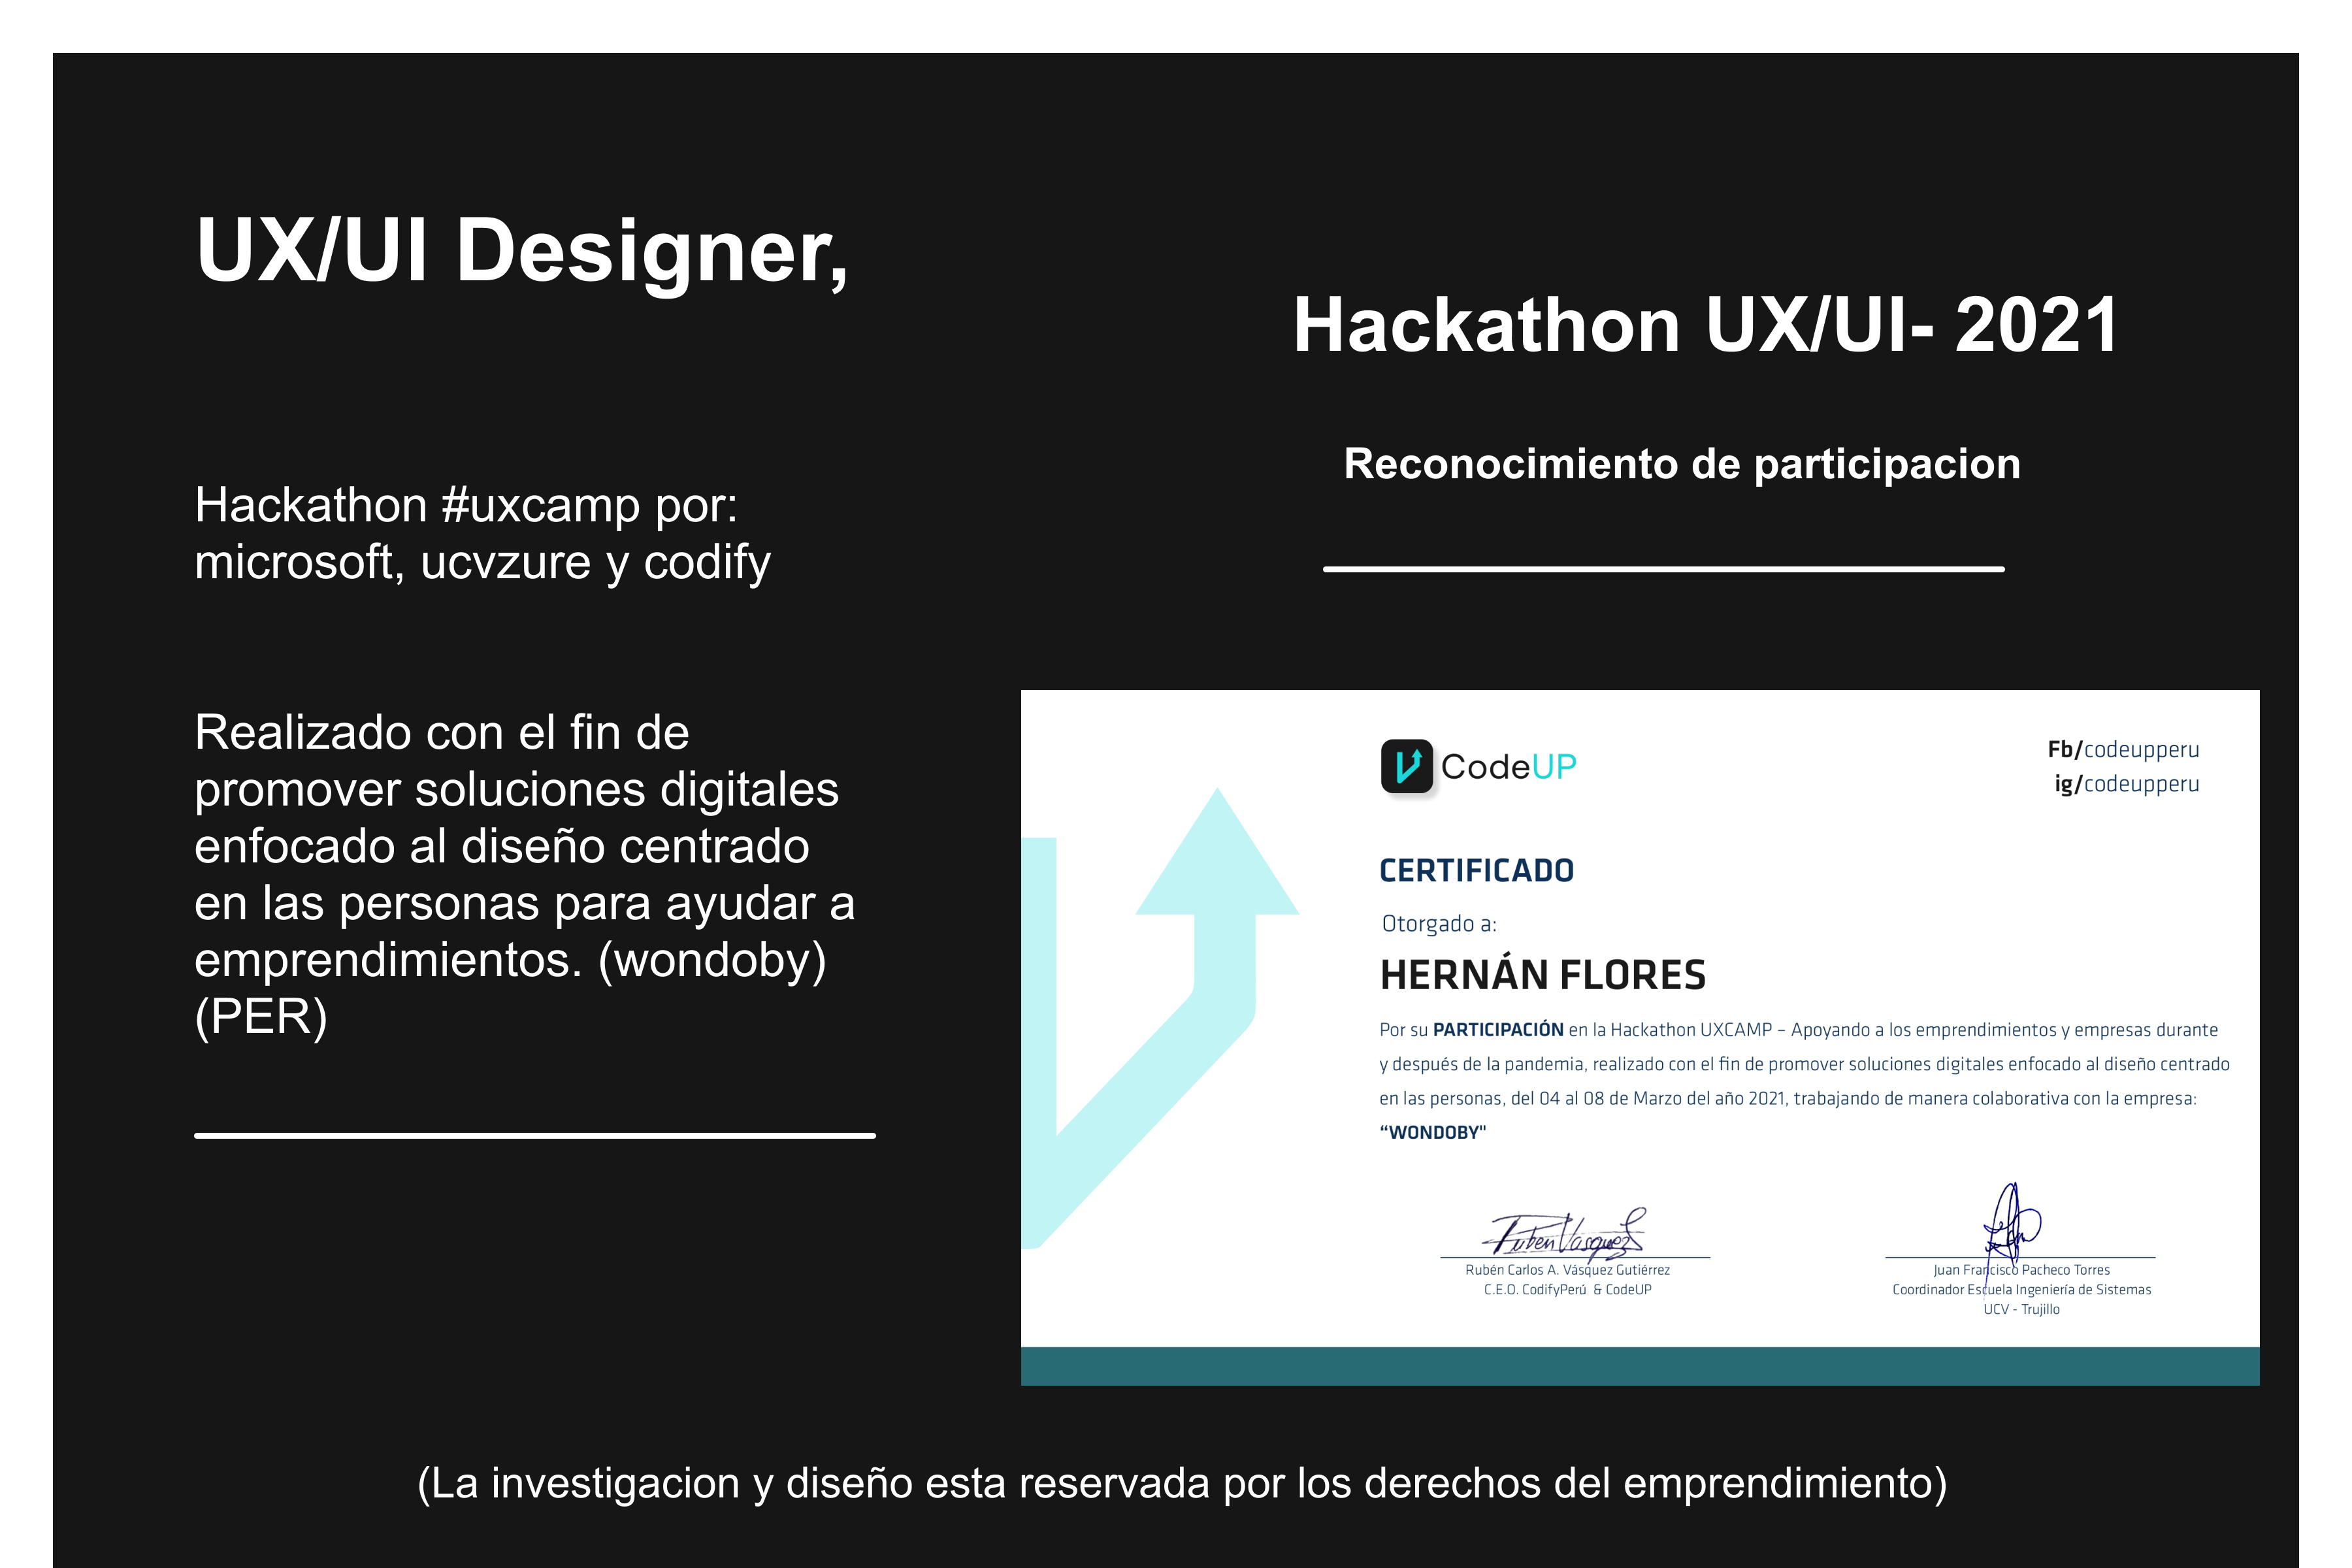 UX/UI Designer,
Hackathon #uxcamp por:
microsoft, ucvzure y codify
Realizado con el fin de
promover soluciones digitales
enfocado al diseño centrado
en las personas para ayudar a
emprendimientos. (wondoby)
(PER)
Hackathon UX/UI- 2021
Reconocimiento de participacion
CodeUP
Fb/codeupperu
ig/codeupperu
CERTIFICADO
Otorgado a:
HERNÁN FLORES
Por su PARTICIPACIÓN en la Hackathon UXCAMP – Apoyando a los emprendimientos y empresas durante
y después de la pandemia, realizado con el fin de promover soluciones digitales enfocado al diseño centrado
en las personas, del 04 al 08 de Marzo del año 2021, trabajando de manera colaborativa con la empresa:
“WONDOBY"
Ruben Vasquez
Rubén Carlos A. Vásquez Gutiérrez
C.E.O. CodifyPerú & CodeUP
Juan Francisco Pacheco Torres
Coordinador Escuela Ingeniería de Sistemas
UCV - Trujillo
(La investigacion y diseño esta reservada por los derechos del emprendimiento)